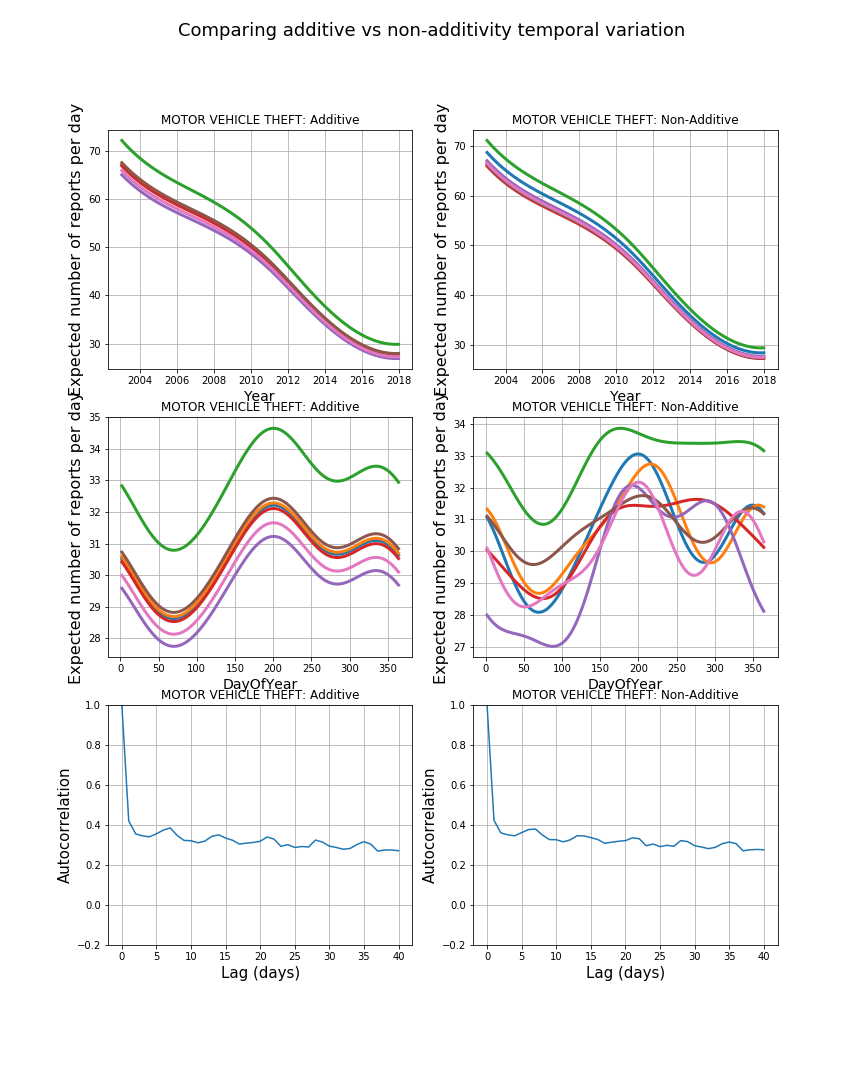 Comparing additive vs non-additivity temporal variation
MOTOR VEHICLE THEFT: Additive
Expected number of reports per day
70
60
50
40
30
2004 2006 2008 2010 2012 2014 2016 2018
Year
MOTOR VEHICLE THEFT: Non-Additive
Expected number of reports per day
70
60
50
40
30
2004 2006 2008 2010 2012 2014 2016 2018
Year
MOTOR VEHICLE THEFT: Additive
Expected number of reports per day
35
34
33
32
31
30
29
28
0 50 100 150 200 250 300 350
DayOfYear
MOTOR VEHICLE THEFT: Non-Additive
Expected number of reports per day
34
33
32
31
30
29
28
27
0 50 100 150 200 250 300 350
DayOfYear
MOTOR VEHICLE THEFT: Additive
Autocorrelation
1.0
0.8
0.6
0.4
0.2
0.0
−0.2
0 5 10 15 20 25 30 35 40
Lag (days)
MOTOR VEHICLE THEFT: Non-Additive
Autocorrelation
1.0
0.8
0.6
0.4
0.2
0.0
−0.2
0 5 10 15 20 25 30 35 40
Lag (days)